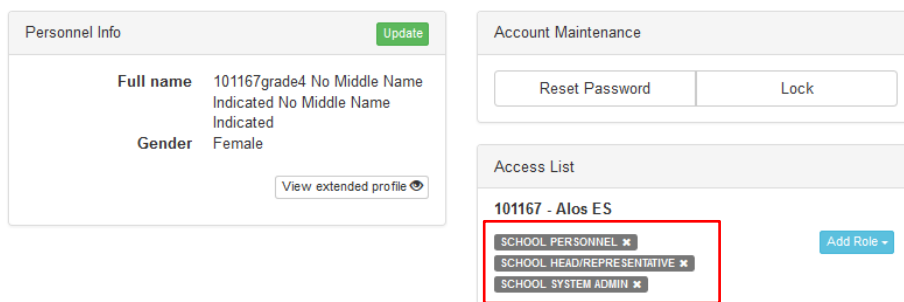 Personnel Info
Update
Full name 101167grade4 No Middle Name
Indicated No Middle Name
Indicated
Gender Female
View extended profile
Account Maintenance
Reset Password Lock
Access List
101167 - Alos ES
SCHOOL PERSONNEL ✖
Add Role
SCHOOL HEAD/REPRESENTATIVE ✖
SCHOOL SYSTEM ADMIN ✖